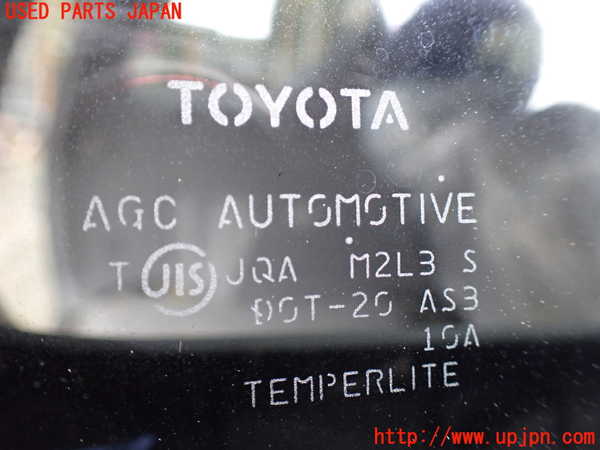 USED PARTS JAPAN
TOYOTA
AGC AUTOMOTIVE
T JIS JQA M2L3 S
DOT-20 AS3
10A
TEMPERLITE
http://www.upjpn.com/